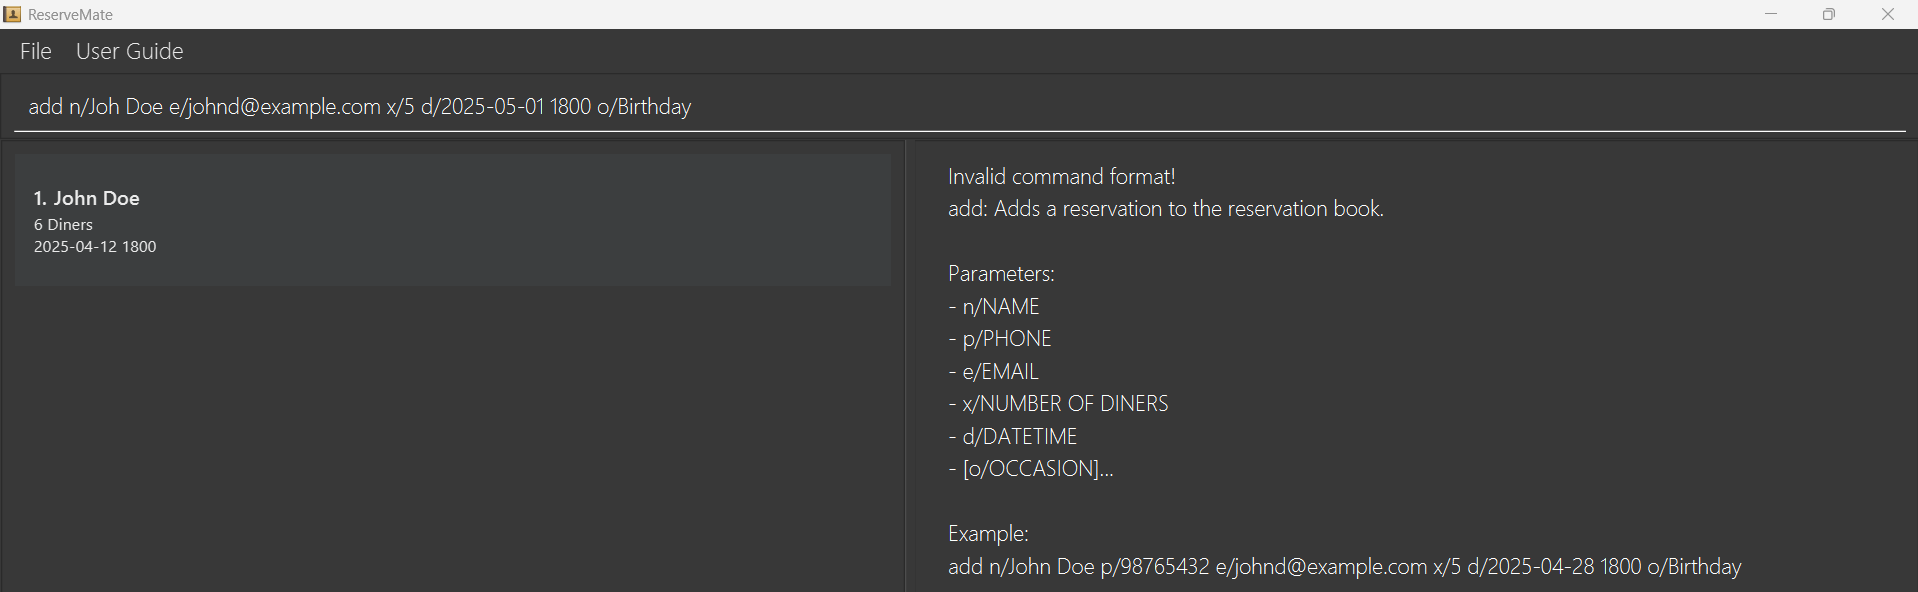 ReserveMate
File User Guide
add n/Joh Doe e/johnd@example.com x/5 d/2025-05-01 1800 o/Birthday
1. John Doe
6 Diners
2025-04-12 1800
Invalid command format!
add: Adds a reservation to the reservation book.
Parameters:
- n/NAME
- p/PHONE
- e/EMAIL
- x/NUMBER OF DINERS
- d/DATETIME
- [o/OCCASION]...
Example:
add n/John Doe p/98765432 e/johnd@example.com x/5 d/2025-04-28 1800 o/Birthday